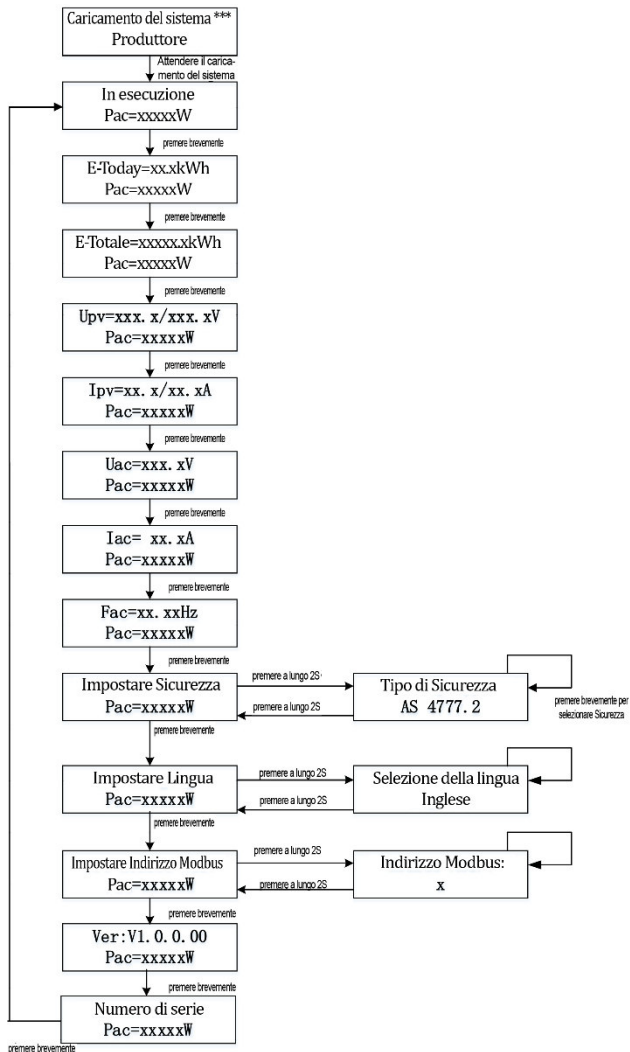 Caricamento del sistema ***
Produttore
Attendere il carica-
mento del sistema
In esecuzione
Pac=xxxxxW
premere brevemente
E-Today=xx.xkWh
Pac=xxxxxW
premere brevemente
E-Totale=xxxxx.xkWh
Pac=xxxxxW
premere brevemente
Upv=xxx.x/xxx.xV
Pac=xxxxxW
premere brevemente
Ipv=xx.x/xx.xA
Pac=xxxxxW
premere brevemente
Uac=xxx.xV
Pac=xxxxxW
premere brevemente
Iac= xx.xA
Pac=xxxxxW
premere brevemente
Fac=xx.xxHz
Pac=xxxxxW
premere brevemente
Impostare Sicurezza
Pac=xxxxxW
premere a lungo 2S
premere a lungo 2S
Tipo di Sicurezza
AS 4777.2
premere brevemente per
selezionare Sicurezza
premere brevemente
Impostare Lingua
Pac=xxxxxW
premere a lungo 2S
premere a lungo 2S
Selezione della lingua
Inglese
premere brevemente
Impostare Indirizzo Modbus
Pac=xxxxxW
premere a lungo 2S
premere a lungo 2S
Indirizzo Modbus:
x
premere brevemente
Ver:V1.0.0.00
Pac=xxxxxW
premere brevemente
Numero di serie
Pac=xxxxxW
premere brevemente